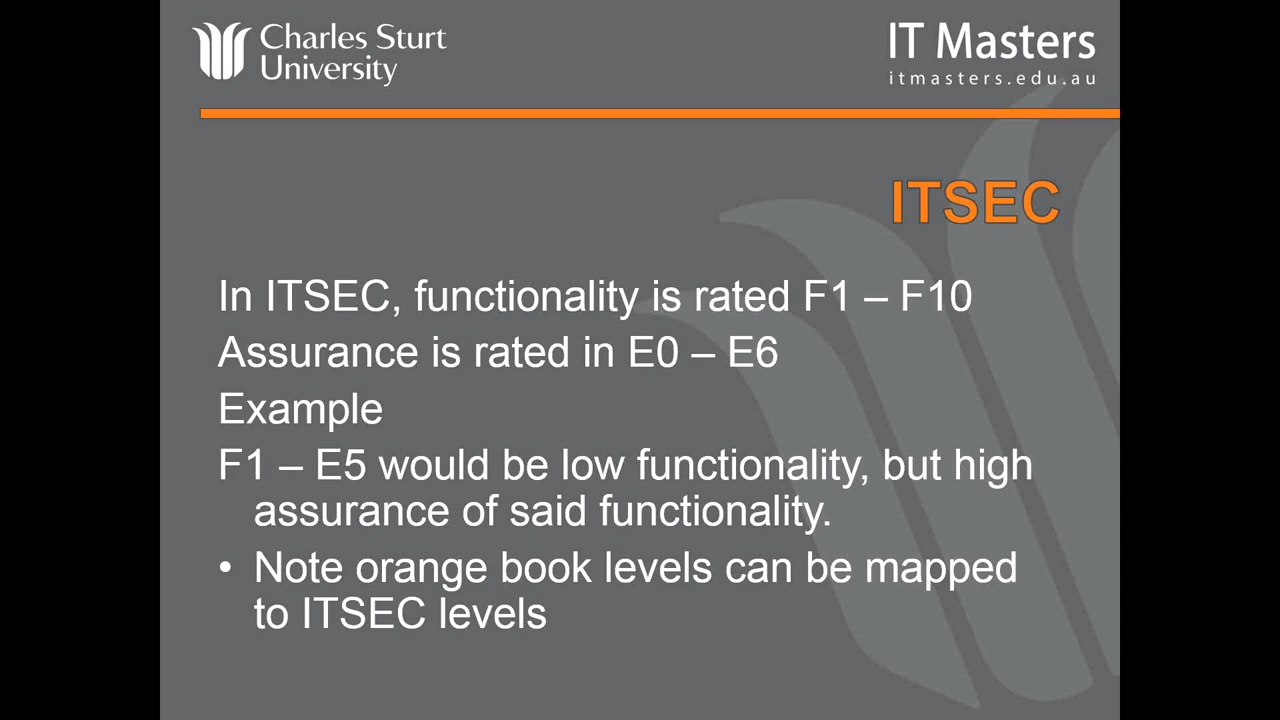 Charles Sturt
University
IT Masters
itmasters.edu.au
ITSEC
In ITSEC, functionality is rated F1 – F10
Assurance is rated in E0 – E6
Example
F1 – E5 would be low functionality, but high
assurance of said functionality.
• Note orange book levels can be mapped
to ITSEC levels